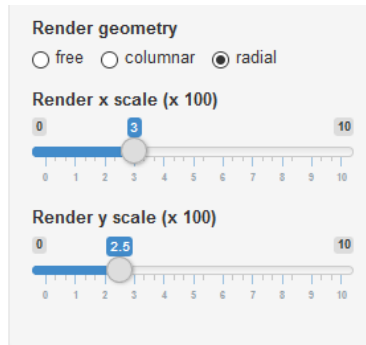 Render geometry
free columnar radial
Render x scale (x 100)
0 3 10
0 1 2 3 4 5 6 7 8 9 10
Render y scale (x 100)
0 2.5 10
0 1 2 3 4 5 6 7 8 9 10